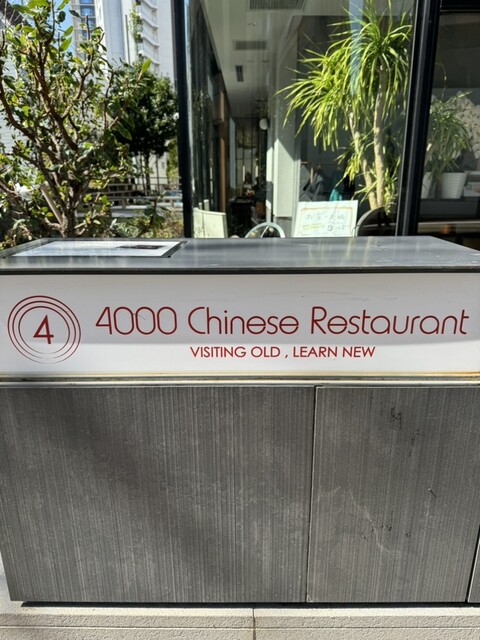 4
4000 Chinese Restaurant
VISITING OLD , LEARN NEW